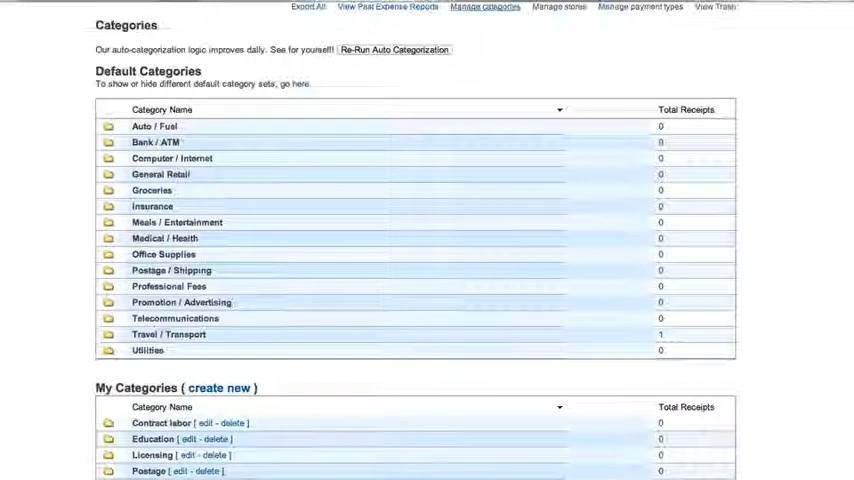 Export All View Past Expense Reports Manage categories Manage stores Manage payment types View Trash
Categories
Our auto-categorization logic improves daily. See for yourself! Re-Run Auto Categorization
Default Categories
To show or hide different default category sets, go here.
Category Name Total Receipts
Auto / Fuel 0
Bank / ATM 0
Computer / Internet 0
General Retail 0
Groceries 0
Insurance 0
Meals / Entertainment 0
Medical / Health 0
Office Supplies 0
Postage / Shipping 0
Professional Fees 0
Promotion / Advertising 0
Telecommunications 0
Travel / Transport 1
Utilities 0
My Categories ( create new )
Category Name Total Receipts
Contract labor [ edit - delete ] 0
Education [ edit - delete ] 0
Licensing [ edit - delete ] 0
Postage [ edit - delete ] 0